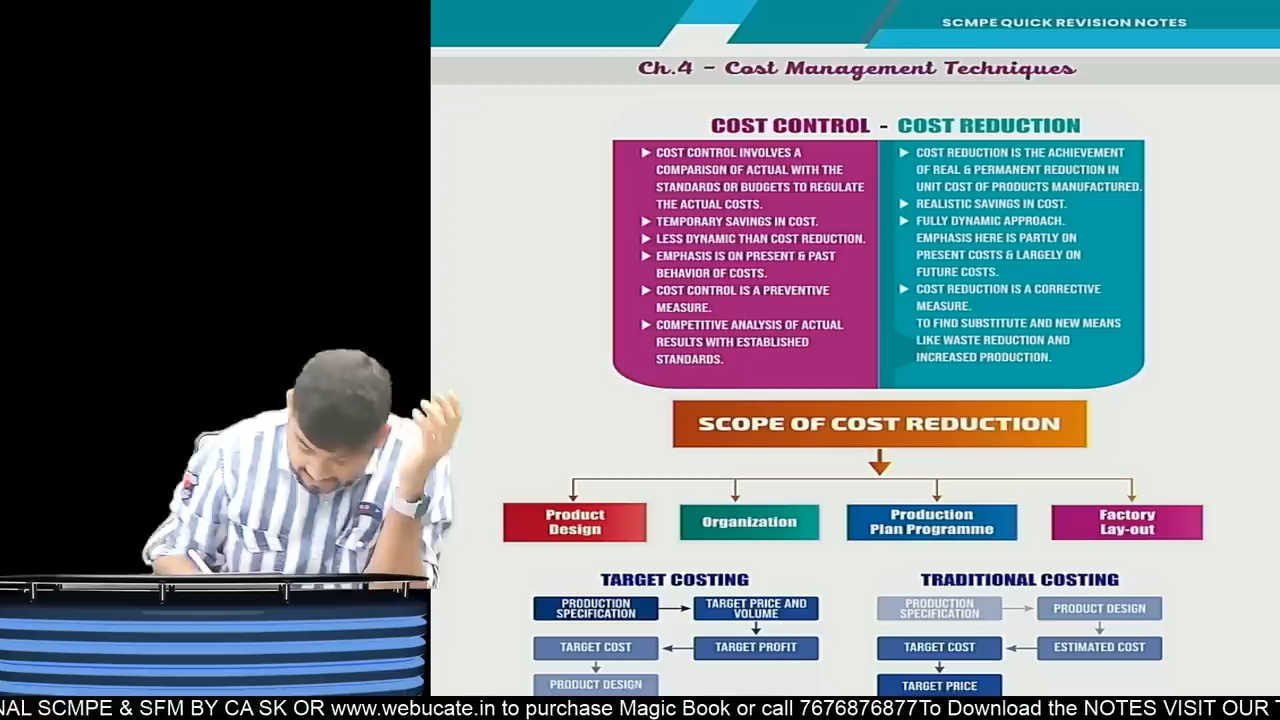 SCMPE QUICK REVISION NOTES
Ch.4 - Cost Management Techniques
COST CONTROL - COST REDUCTION
COST CONTROL INVOLVES A
COMPARISON OF ACTUAL WITH THE
STANDARDS OR BUDGETS TO REGULATE
THE ACTUAL COSTS.
TEMPORARY SAVINGS IN COST.
LESS DYNAMIC THAN COST REDUCTION.
EMPHASIS IS ON PRESENT & PAST
BEHAVIOR OF COSTS.
COST CONTROL IS A PREVENTIVE
MEASURE.
COMPETITIVE ANALYSIS OF ACTUAL
RESULTS WITH ESTABLISHED
STANDARDS.
COST REDUCTION IS THE ACHIEVEMENT
OF REAL & PERMANENT REDUCTION IN
UNIT COST OF PRODUCTS MANUFACTURED.
REALISTIC SAVINGS IN COST.
FULLY DYNAMIC APPROACH.
EMPHASIS HERE IS PARTLY ON
PRESENT COSTS & LARGELY ON
FUTURE COSTS.
COST REDUCTION IS A CORRECTIVE
MEASURE.
TO FIND SUBSTITUTE AND NEW MEANS
LIKE WASTE REDUCTION AND
INCREASED PRODUCTION.
SCOPE OF COST REDUCTION
Product
Design
Organization
Production
Plan Programme
Factory
Lay-out
TARGET COSTING
PRODUCTION
SPECIFICATION
TARGET PRICE AND
VOLUME
TARGET COST
TARGET PROFIT
PRODUCT DESIGN
TRADITIONAL COSTING
PRODUCTION
SPECIFICATION
PRODUCT DESIGN
TARGET COST
ESTIMATED COST
TARGET PRICE
NAL SCMPE & SFM BY CA SK OR www.webucate.in to purchase Magic Book or call 7676876877To Download the NOTES VISIT OUR